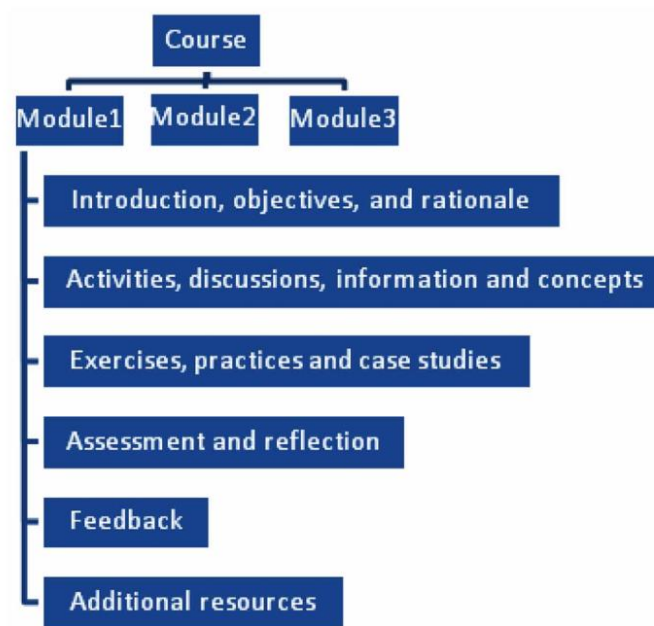 Course
Module1 Module2 Module3
Introduction, objectives, and rationale
Activities, discussions, information and concepts
Exercises, practices and case studies
Assessment and reflection
Feedback
Additional resources